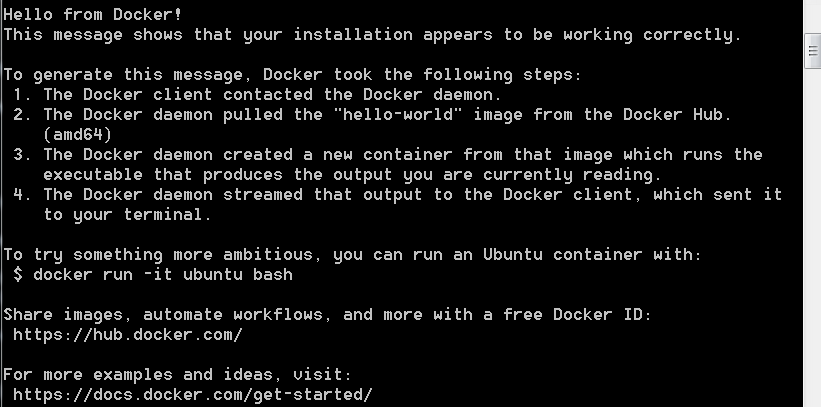 Hello from Docker!
This message shows that your installation appears to be working correctly.
To generate this message, Docker took the following steps:
1. The Docker client contacted the Docker daemon.
2. The Docker daemon pulled the "hello-world" image from the Docker Hub.
(amd64)
3. The Docker daemon created a new container from that image which runs the
executable that produces the output you are currently reading.
4. The Docker daemon streamed that output to the Docker client, which sent it
to your terminal.
To try something more ambitious, you can run an Ubuntu container with:
$ docker run -it ubuntu bash
Share images, automate workflows, and more with a free Docker ID:
https://hub.docker.com/
For more examples and ideas, visit:
https://docs.docker.com/get-started/